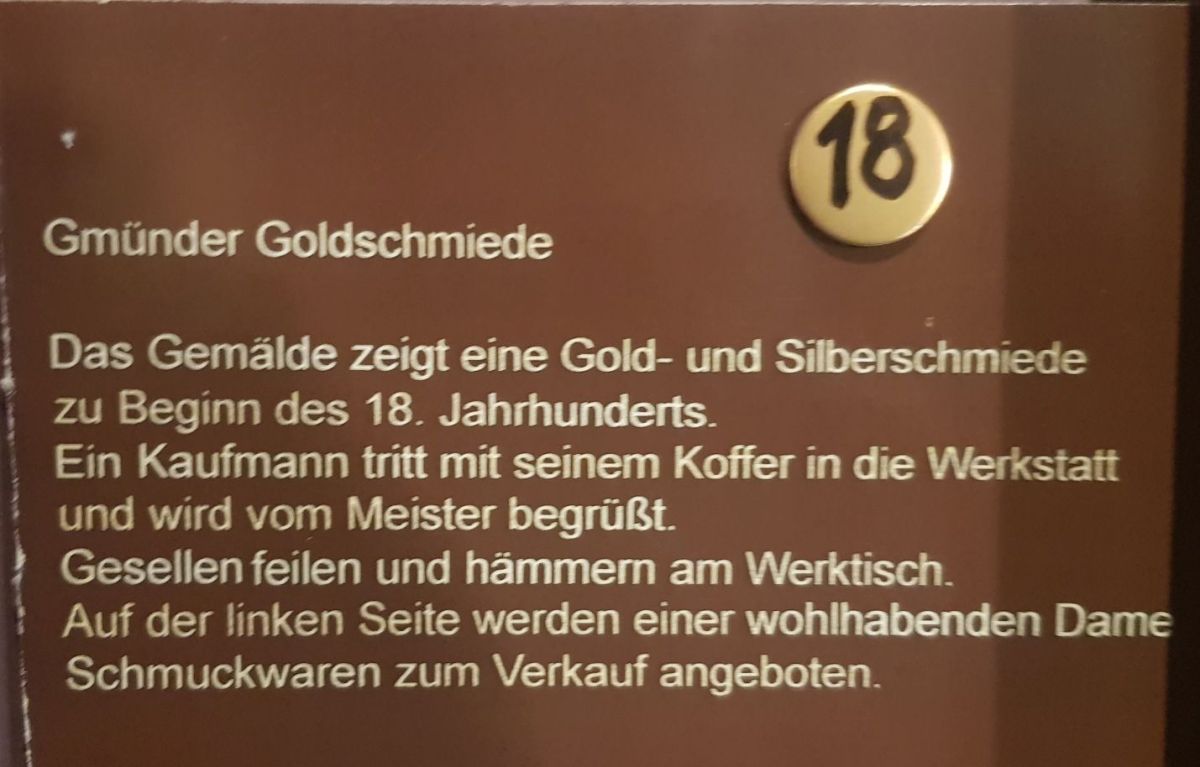 18
Gmünder Goldschmiede
Das Gemälde zeigt eine Gold- und Silberschmiede
zu Beginn des 18. Jahrhunderts.
Ein Kaufmann tritt mit seinem Koffer in die Werkstatt
und wird vom Meister begrüßt.
Gesellen feilen und hämmern am Werktisch.
Auf der linken Seite werden einer wohlhabenden Dame
Schmuckwaren zum Verkauf angeboten.